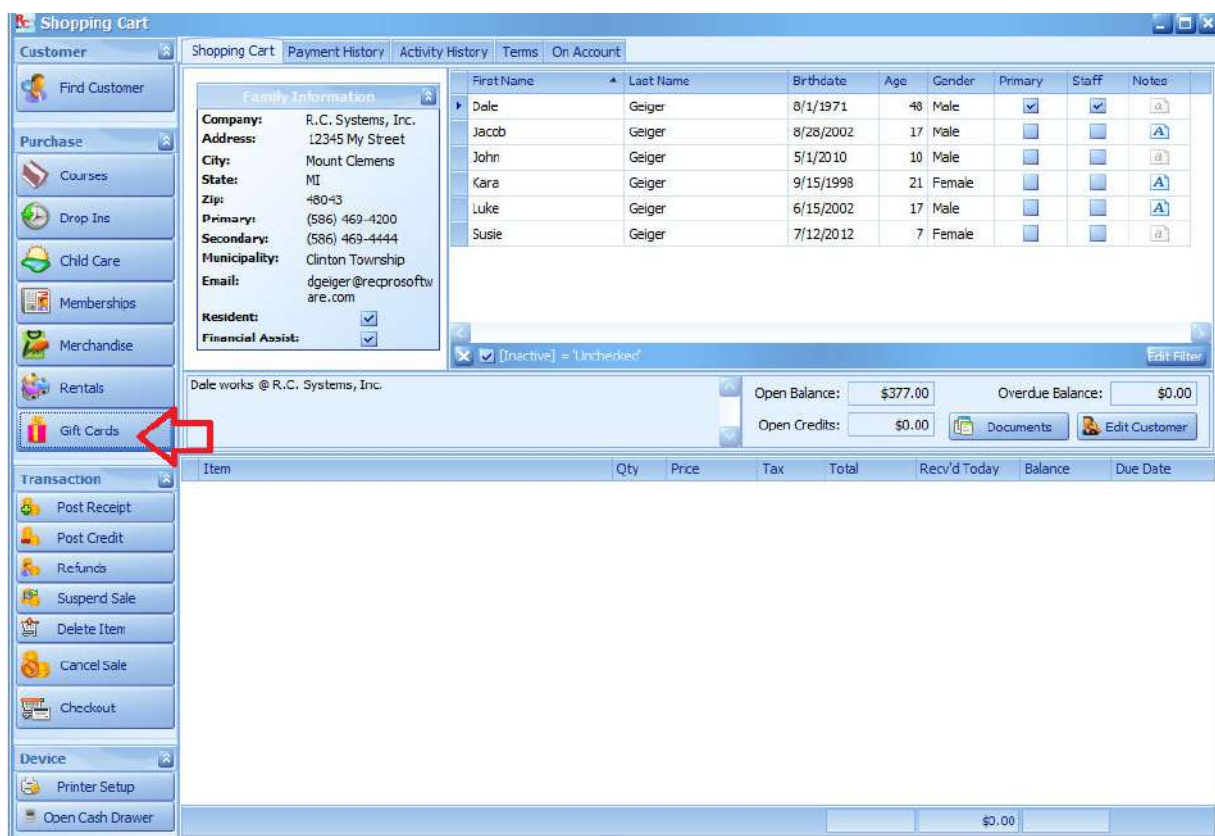 Rc Shopping Cart
Customer
Find Customer
Purchase
Courses
Drop Ins
Child Care
Memberships
Merchandise
Rentals
Gift Cards
Transaction
Post Receipt
Post Credit
Refunds
Suspend Sale
Delete Item
Cancel Sale
Checkout
Device
Printer Setup
Open Cash Drawer
Shopping Cart Payment History Activity History Terms On Account
Family Information
Company: R.C. Systems, Inc.
Address: 12345 My Street
City: Mount Clemens
State: MI
Zip: 48043
Primary: (586) 469-4200
Secondary: (586) 469-4444
Municipality: Clinton Township
Email: dgeiger@recprosoftw
are.com
Resident:
Financial Assist:
First Name Last Name Birthdate Age Gender Primary Staff Notes
Dale Geiger 8/1/1971 48 Male a
Jacob Geiger 8/28/2002 17 Male A
John Geiger 5/1/2010 10 Male a
Kara Geiger 9/15/1998 21 Female A
Luke Geiger 6/15/2002 17 Male A
Susie Geiger 7/12/2012 7 Female a
[Inactive] = 'Unchecked' Edit Filter
Dale works @ R.C. Systems, Inc.
Open Balance: $377.00 Overdue Balance: $0.00
Open Credits: $0.00 Documents Edit Customer
Item Qty Price Tax Total Recv'd Today Balance Due Date
$0.00